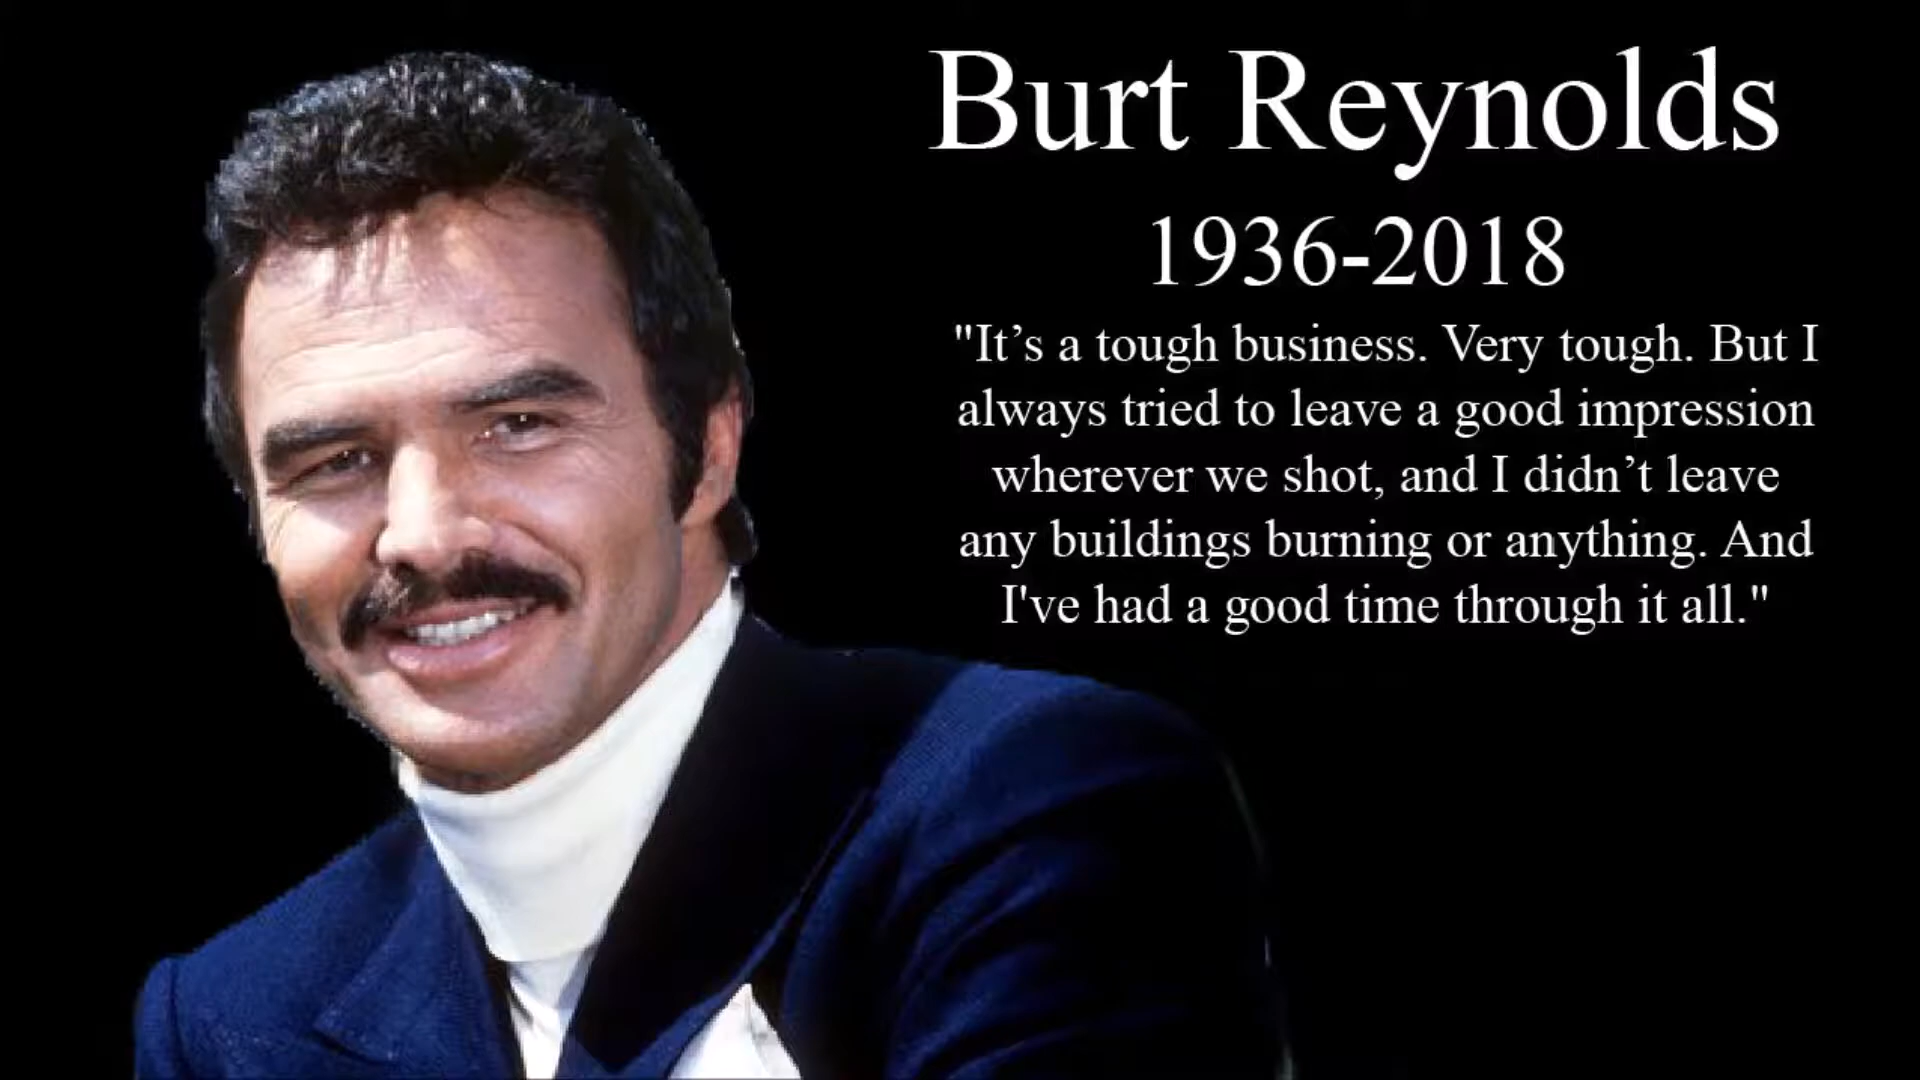 Burt Reynolds
1936-2018
"It’s a tough business. Very tough. But I
always tried to leave a good impression
wherever we shot, and I didn’t leave
any buildings burning or anything. And
I've had a good time through it all."